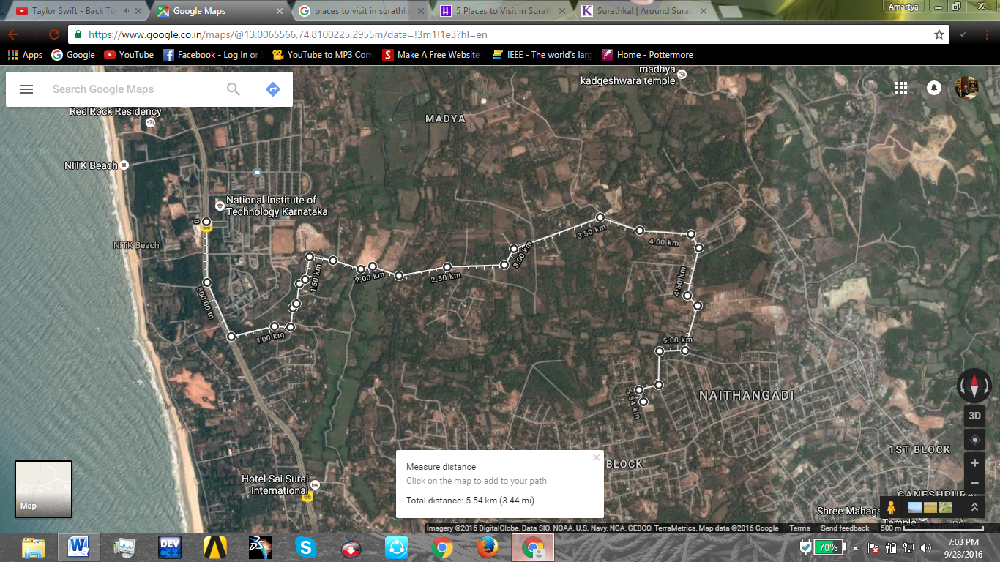 Taylor Swift - Back To
Google Maps
places to visit in surathka
5 Places to Visit in Surath
Surathkal | Around Surat
Amartya
https://www.google.co.in/maps/@13.0065566,74.8100225,2955m/data=!3m1!1e3?hl=en
Apps
Google
YouTube
Facebook - Log In or
YouTube to MP3 Con
Make A Free Website
IEEE - The world's larg
Home - Pottermore
Search Google Maps
madhya
kadgeshwara temple
Red Rock Residency
MADYA
NITK Beach
National Institute of
Technology Karnataka
0
NITK Beach
500.00 m
1.00 km
1.50 km
2.00 km
2.50 km
3.00 km
3.50 km
4.00 km
4.50 km
5.00 km
5.54 km
NAITHANGADI
3D
1ST BLOCK
BLOCK
Measure distance
Click on the map to add to your path
Total distance: 5.54 km (3.44 mi)
Hotel Sai Suraj
International
66
GANESHPURA
Shree Mahaga
Temple
Map
Imagery ©2016 DigitalGlobe, Data SIO, NOAA, U.S. Navy, NGA, GEBCO, TerraMetrics, Map data ©2016 Google
Terms
Send feedback
500 m
DEV
C++
70%
7:03 PM
9/28/2016